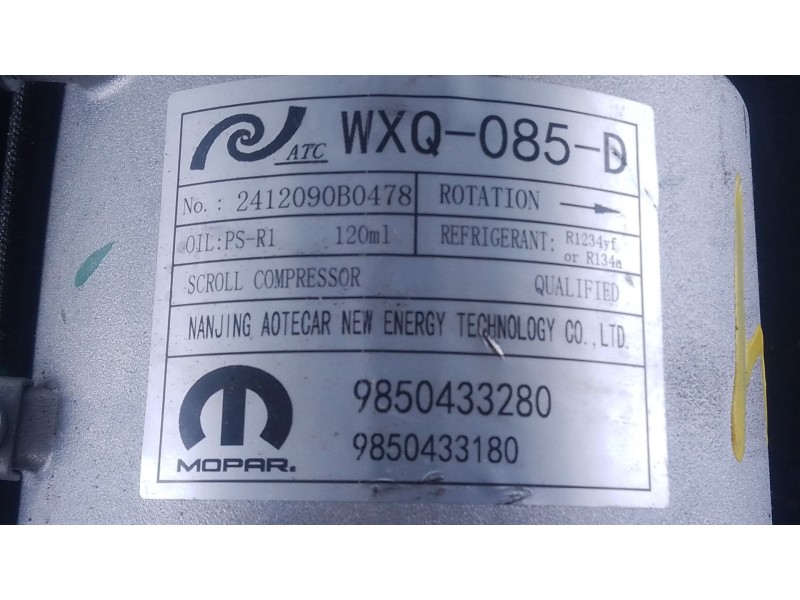 ATC WXQ-085-D
No.: 2412090B0478 ROTATION
OIL:PS-R1 120ml REFRIGERANT: R1234yf
or R134a
SCROLL COMPRESSOR QUALIFIED
NANJING AOTECAR NEW ENERGY TECHNOLOGY CO.,LTD.
9850433280
MOPAR. 9850433180